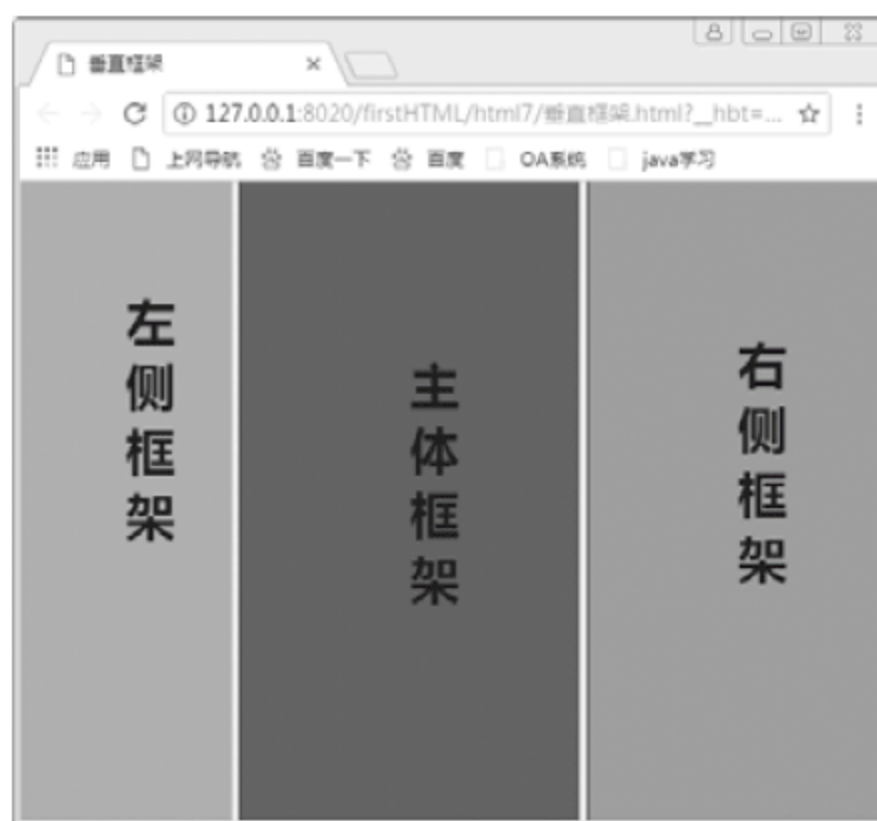 垂直框架
127.0.0.1:8020/firstHTML/html7/垂直框架.html?__hbt=...
应用 上网导航 百度一下 百度 OA系统 java学习
左侧框架
主体框架
右侧框架